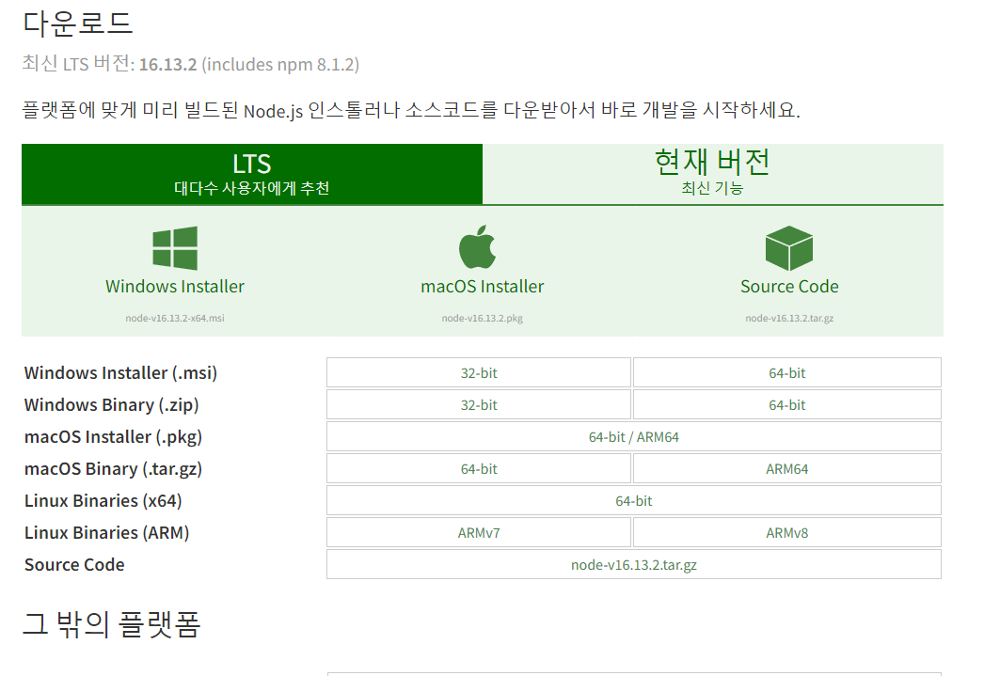 다운로드
최신 LTS 버전: 16.13.2 (includes npm 8.1.2)
플랫폼에 맞게 미리 빌드된 Node.js 인스톨러나 소스코드를 다운받아서 바로 개발을 시작하세요.
LTS
대다수 사용자에게 추천
현재 버전
최신 기능
Windows Installer
node-v16.13.2-x64.msi
macOS Installer
node-v16.13.2.pkg
Source Code
node-v16.13.2.tar.gz
Windows Installer (.msi) 32-bit 64-bit
Windows Binary (.zip) 32-bit 64-bit
macOS Installer (.pkg) 64-bit / ARM64
macOS Binary (.tar.gz) 64-bit ARM64
Linux Binaries (x64) 64-bit
Linux Binaries (ARM) ARMv7 ARMv8
Source Code node-v16.13.2.tar.gz
그 밖의 플랫폼